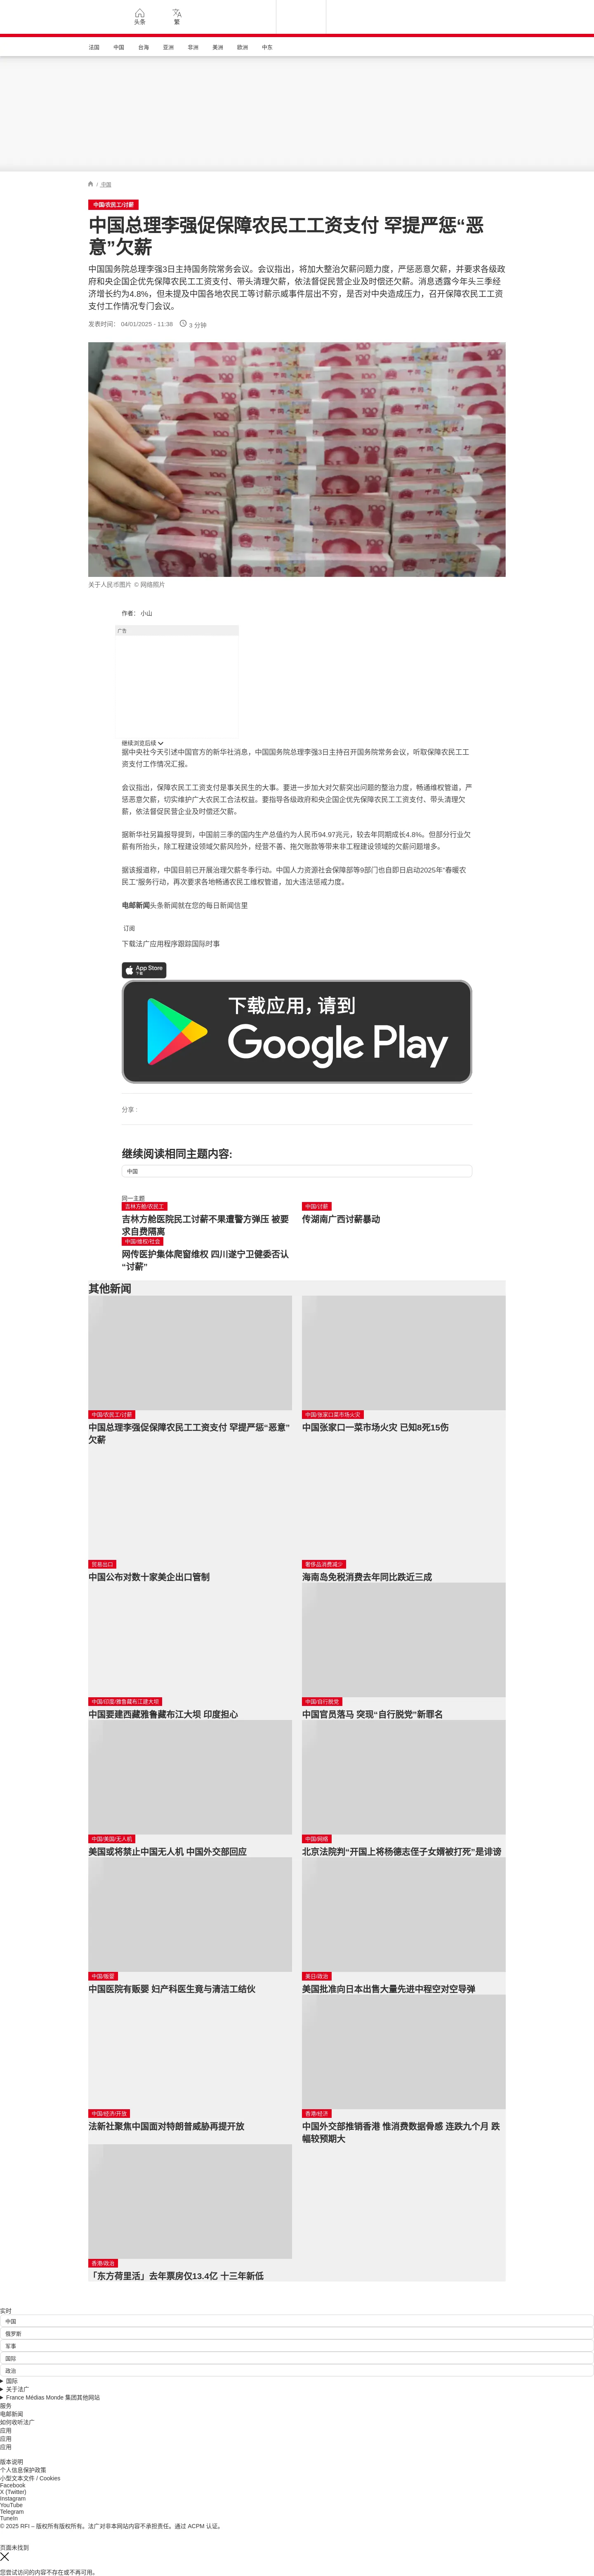 头条
繁
法国
中国
台海
亚洲
非洲
美洲
欧洲
中东
/ 中国
中国/农民工/讨薪
中国总理李强促保障农民工工资支付 罕提严惩“恶
意”欠薪
中国国务院总理李强3日主持国务院常务会议。会议指出，将加大整治欠薪问题力度，严惩恶意欠薪，并要求各级政
府和央企国企优先保障农民工工资支付、带头清理欠薪，依法督促民营企业及时偿还欠薪。消息透露今年头三季经
济增长约为4.8%，但未提及中国各地农民工等讨薪示威事件层出不穷，是否对中央造成压力，召开保障农民工工资
支付工作情况专门会议。
发表时间： 04/01/2025 - 11:38
3 分钟
关于人民币图片 © 网络照片
作者： 小山
广告
继续浏览后续
据中央社今天引述中国官方的新华社消息，中国国务院总理李强3日主持召开国务院常务会议，听取保障农民工工
资支付工作情况汇报。
会议指出，保障农民工工资支付是事关民生的大事。要进一步加大对欠薪突出问题的整治力度，畅通维权管道，严
惩恶意欠薪，切实维护广大农民工合法权益。要指导各级政府和央企国企优先保障农民工工资支付、带头清理欠
薪，依法督促民营企业及时偿还欠薪。
据新华社另篇报导提到，中国前三季的国内生产总值约为人民币94.97兆元，较去年同期成长4.8%。但部分行业欠
薪有所抬头，除工程建设领域欠薪风险外，经营不善、拖欠账款等带来非工程建设领域的欠薪问题增多。
据该报道称，中国目前已开展治理欠薪冬季行动。中国人力资源社会保障部等9部门也自即日启动2025年“春暖农
民工”服务行动，再次要求各地畅通农民工维权管道，加大违法惩戒力度。
电邮新闻头条新闻就在您的每日新闻信里
订阅
下载法广应用程序跟踪国际时事
App Store
下载
下载应用，请到
Google Play
分享 :
继续阅读相同主题内容:
中国
同一主题
吉林方舱/农民工
吉林方舱医院民工讨薪不果遭警方弹压 被要
求自费隔离
中国/讨薪
传湖南广西讨薪暴动
中国/维权/社会
网传医护集体爬窗维权 四川遂宁卫健委否认
“讨薪”
其他新闻
中国/农民工/讨薪
中国总理李强促保障农民工工资支付 罕提严惩“恶意”
欠薪
中国/张家口菜市场火灾
中国张家口一菜市场火灾 已知8死15伤
贸易出口
中国公布对数十家美企出口管制
奢侈品消费减少
海南岛免税消费去年同比跌近三成
中国/印度/雅鲁藏布江建大坝
中国要建西藏雅鲁藏布江大坝 印度担心
中国/自行脱党
中国官员落马 突现“自行脱党”新罪名
中国/美国/无人机
美国或将禁止中国无人机 中国外交部回应
中国/网络
北京法院判“开国上将杨德志侄子女婿被打死”是诽谤
中国/贩婴
中国医院有贩婴 妇产科医生竟与清洁工结伙
美日/政治
美国批准向日本出售大量先进中程空对空导弹
中国/经济/开放
法新社聚焦中国面对特朗普威胁再提开放
香港/经济
中国外交部推销香港 惟消费数据骨感 连跌九个月 跌
幅较预期大
香港/政治
「东方荷里活」去年票房仅13.4亿 十三年新低
实时
中国
俄罗斯
军事
国际
政治
国际
关于法广
France Médias Monde 集团其他网站
服务
电邮新闻
如何收听法广
应用
应用
应用
版本说明
个人信息保护政策
小型文本文件 / Cookies
Facebook
X (Twitter)
Instagram
YouTube
Telegram
TuneIn
© 2025 RFI – 版权所有版权所有。法广对非本网站内容不承担责任。通过 ACPM 认证。
页面未找到
您尝试访问的内容不存在或不再可用。